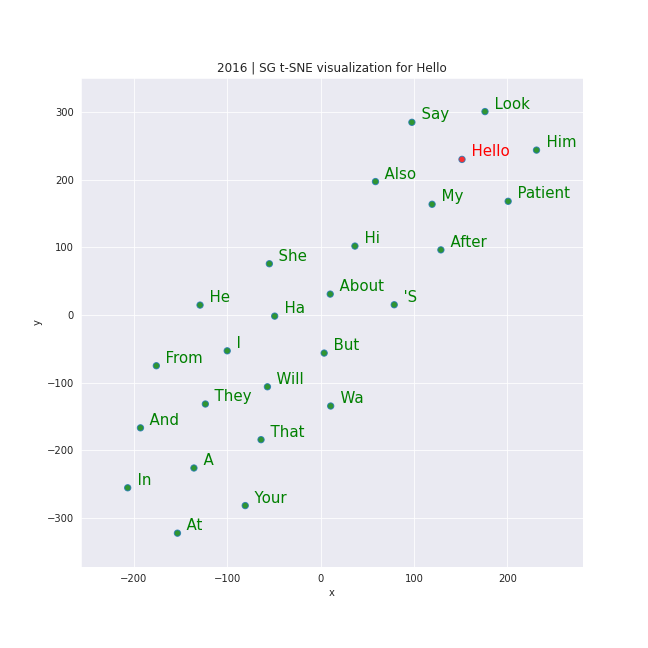 2016 | SG t-SNE visualization for Hello
300
200
100
0
−100
−200
−300
y
Look
Say
Him
Hello
Also
Patient
My
Hi
After
She
About
'S
He
Ha
But
I
From
Will
They
Wa
And
That
A
In
Your
At
−200
−100
0
100
200
x